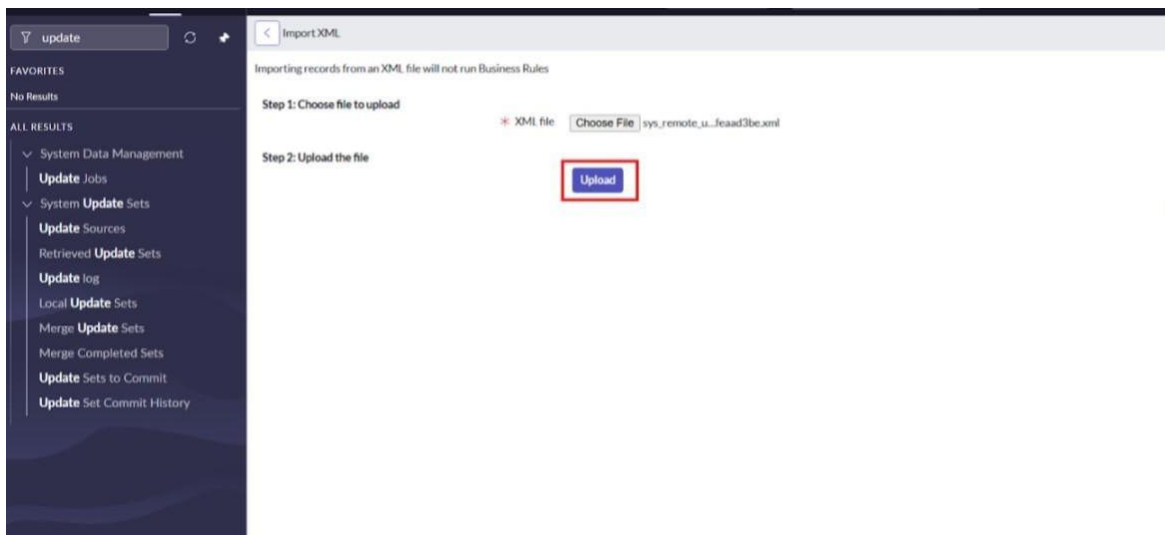 update
FAVORITES
No Results
ALL RESULTS
System Data Management
Update Jobs
System Update Sets
Update Sources
Retrieved Update Sets
Update log
Local Update Sets
Merge Update Sets
Merge Completed Sets
Update Sets to Commit
Update Set Commit History
Import XML
Importing records from an XML file will not run Business Rules
Step 1: Choose file to upload
* XML file Choose File sys_remote_u...feaad3be.xml
Step 2: Upload the file
Upload